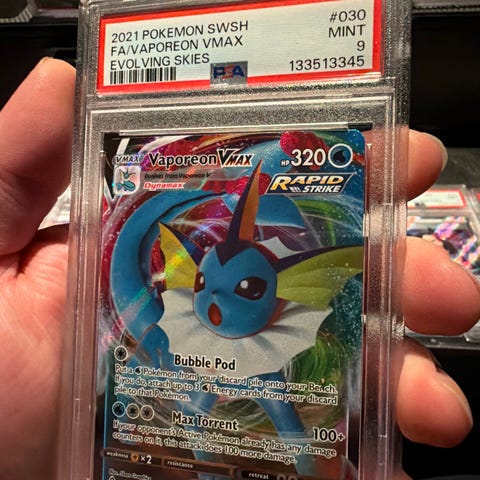 2021 POKEMON SWSH #030
FA/VAPOREON VMAX MINT
EVOLVING SKIES 9
PSA 133513345
VMAX Vaporeon VMAX HP 320
Evolves from Vaporeon V
Dynamax
RAPID STRIKE
Bubble Pod
Put a Pokémon from your discard pile onto your Bench.
If you do, attach up to 3 Energy cards from your discard
pile to that Pokémon.
Max Torrent 100+
If your opponent's Active Pokémon already has any damage
counters on it, this attack does 100 more damage.
weakness ×2 resistance retreat